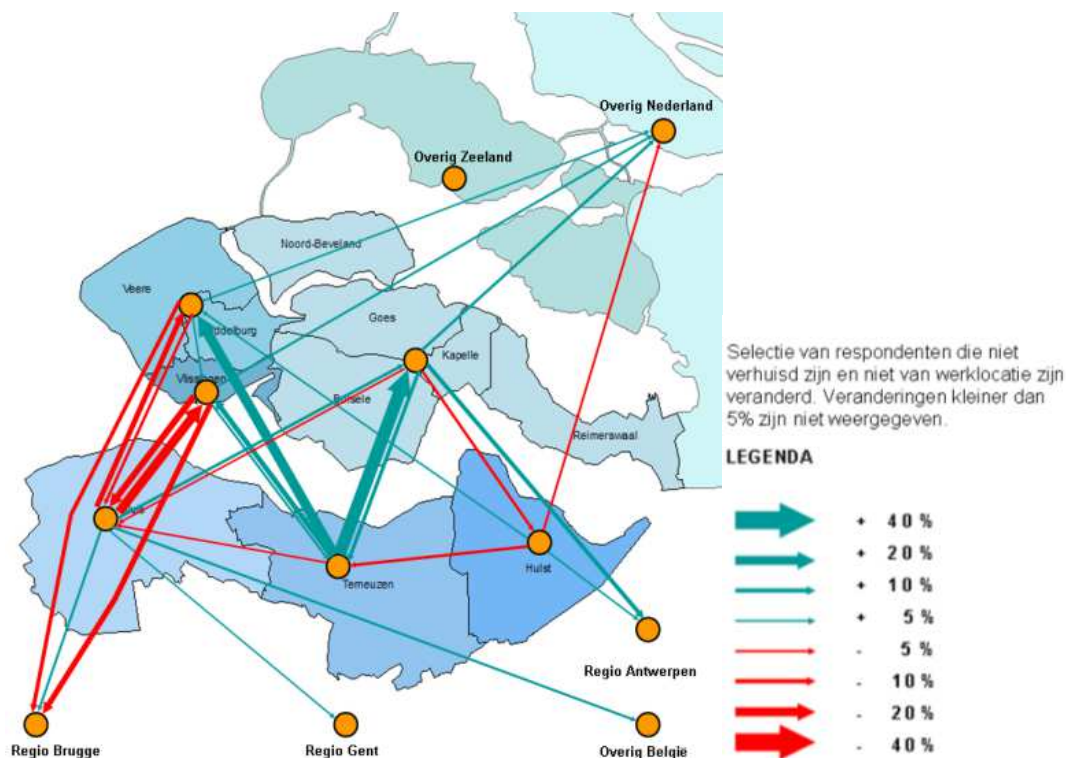 Overig Nederland
Overig Zeeland
Noord-Beveland
Veere
Goes
Kapelle
Vlissingen
Reimerswaal
Terneuzen
Hulst
Regio Antwerpen
Regio Brugge
Regio Gent
Overig België
Selectie van respondenten die niet
verhuisd zijn en niet van werklocatie zijn
veranderd. Veranderingen kleiner dan
5% zijn niet weergegeven.
LEGENDA
+ 40 %
+ 20 %
+ 10 %
+ 5 %
- 5 %
- 10 %
- 20 %
- 40 %